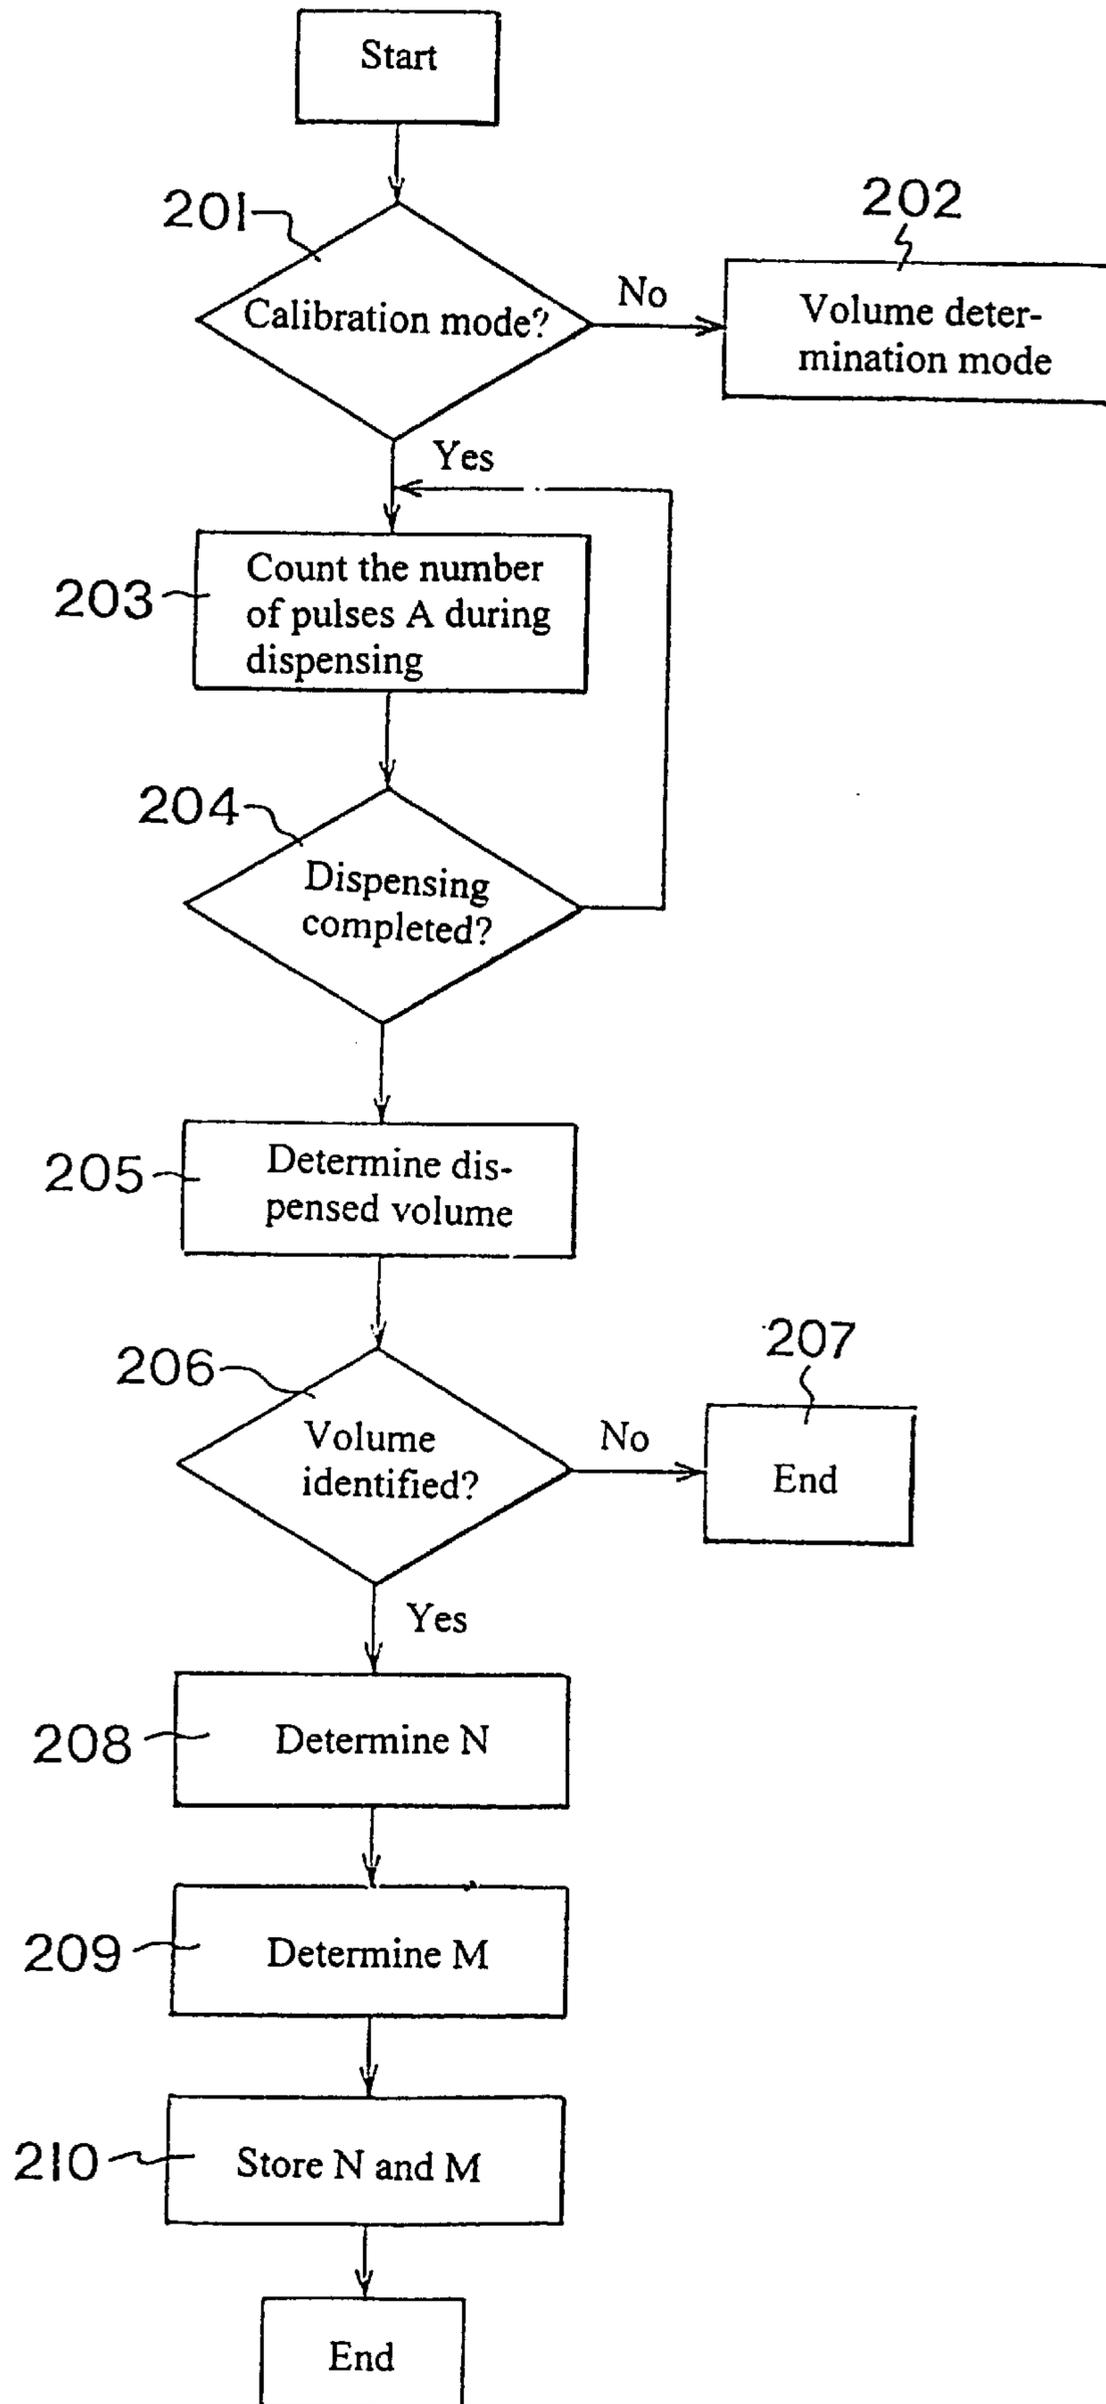 Start
201
202
Calibration mode?
No
Volume deter-
mination mode
Yes
203
Count the number
of pulses A during
dispensing
204
Dispensing
completed?
205
Determine dis-
pensed volume
206
207
Volume
identified?
No
End
Yes
208
Determine N
209
Determine M
210
Store N and M
End